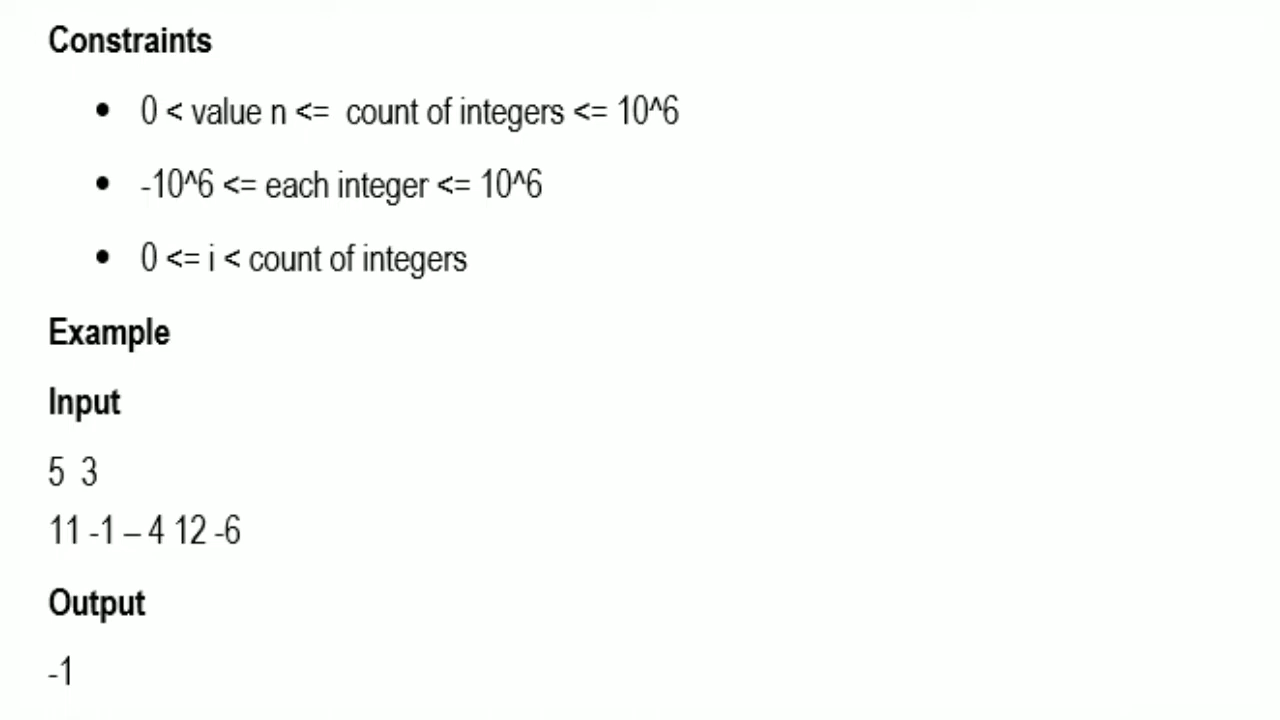 Constraints
• 0 < value n <= count of integers <= 10^6
• -10^6 <= each integer <= 10^6
• 0 <= i < count of integers
Example
Input
5 3
11 -1 – 4 12 -6
Output
-1